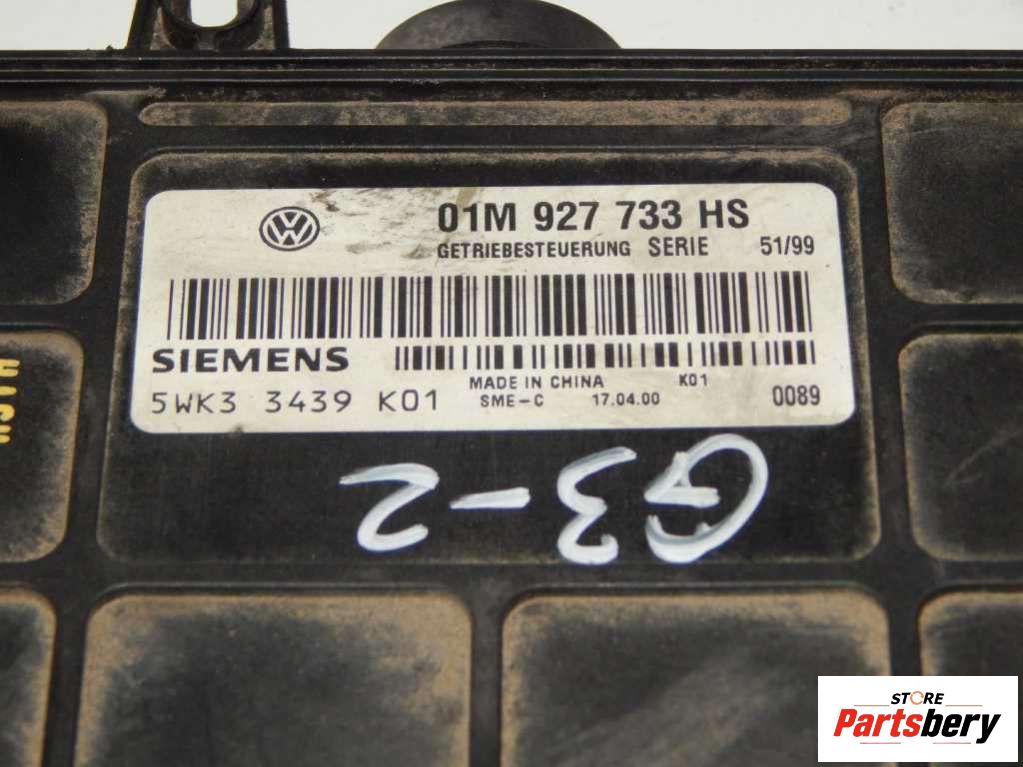 01M 927 733 HS
GETRIEBESTEUERUNG SERIE 51/99
SIEMENS
MADE IN CHINA K01
5WK3 3439 K01 SME-C 17.04.00 0089
G3-2
STORE
Partsbery